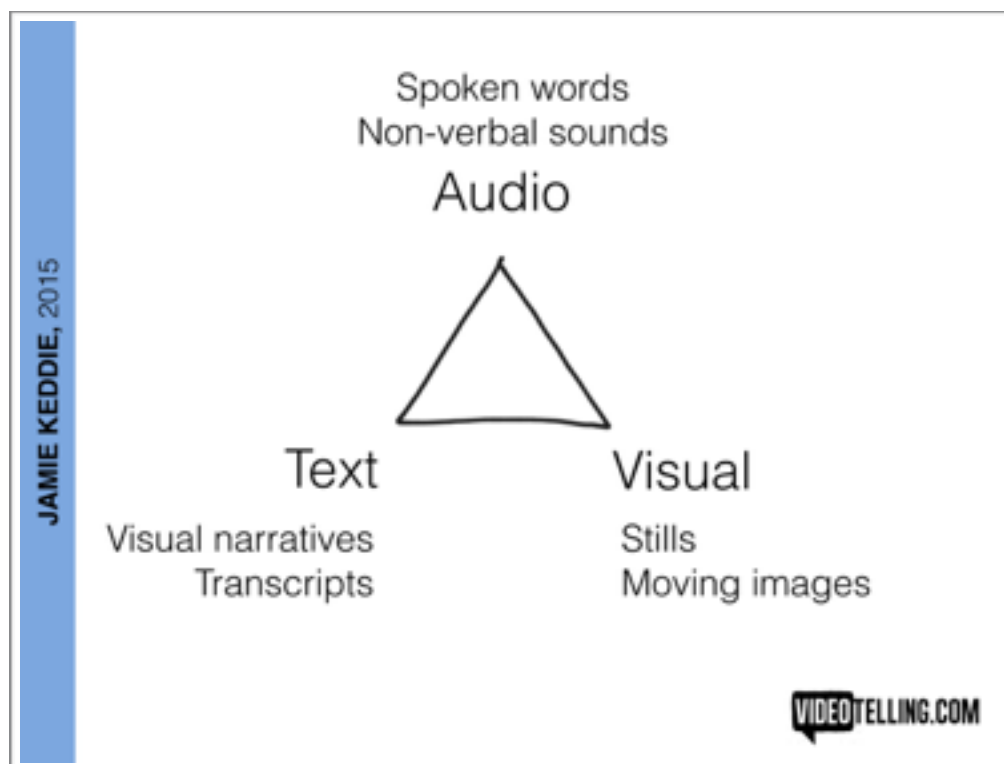 Spoken words
Non-verbal sounds
Audio
Text
Visual narratives
Transcripts
Visual
Stills
Moving images
JAMIE KEDDIE, 2015
VIDEOTELLING.COM